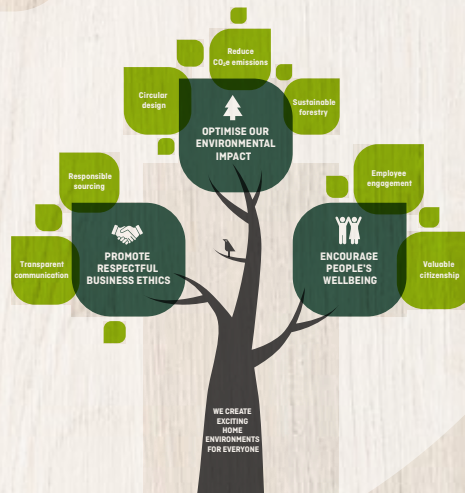 Reduce
CO₂e emissions
Circular
design
Sustainable
forestry
OPTIMISE OUR
ENVIRONMENTAL
IMPACT
Responsible
sourcing
Employee
engagement
Transparent
communication
PROMOTE
RESPECTFUL
BUSINESS ETHICS
ENCOURAGE
PEOPLE'S
WELLBEING
Valuable
citizenship
WE CREATE
EXCITING
HOME
ENVIRONMENTS
FOR EVERYONE